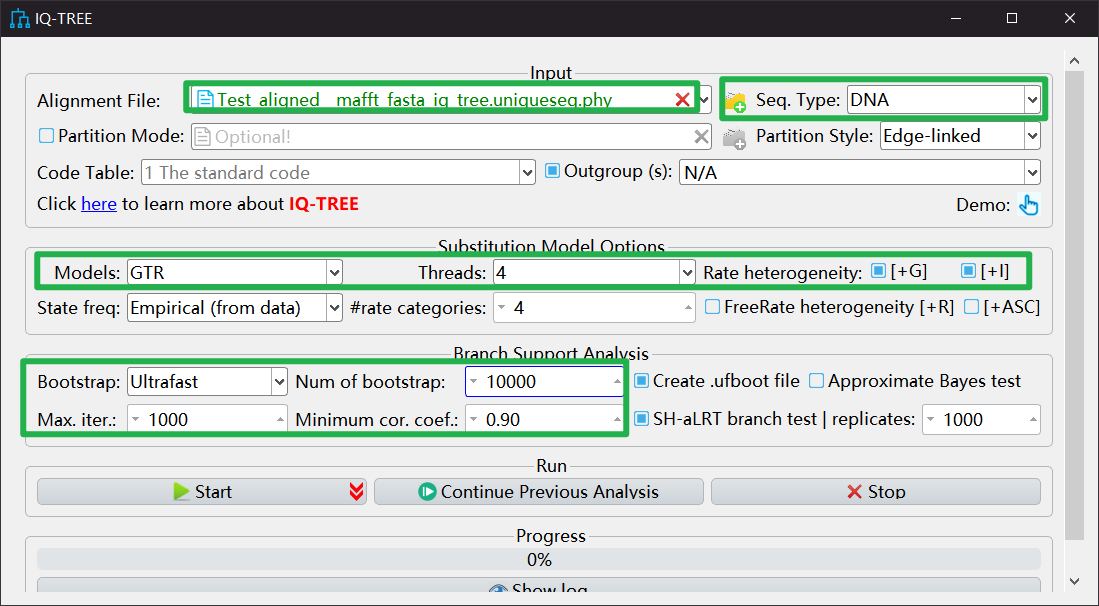 IQ-TREE
Input
Alignment File: Test_aligned__mafft_fasta_iq_tree.uniqueseq.phy Seq. Type: DNA
Partition Mode: Optional! Partition Style: Edge-linked
Code Table: 1 The standard code Outgroup (s): N/A
Click here to learn more about IQ-TREE Demo:
Substitution Model Options
Models: GTR Threads: 4 Rate heterogeneity: [+G] [+I]
State freq: Empirical (from data) #rate categories: 4 FreeRate heterogeneity [+R] [+ASC]
Branch Support Analysis
Bootstrap: Ultrafast Num of bootstrap: 10000 Create .ufboot file Approximate Bayes test
Max. iter.: 1000 Minimum cor. coef.: 0.90 SH-aLRT branch test | replicates: 1000
Run
Start Continue Previous Analysis Stop
Progress
0%
Show log